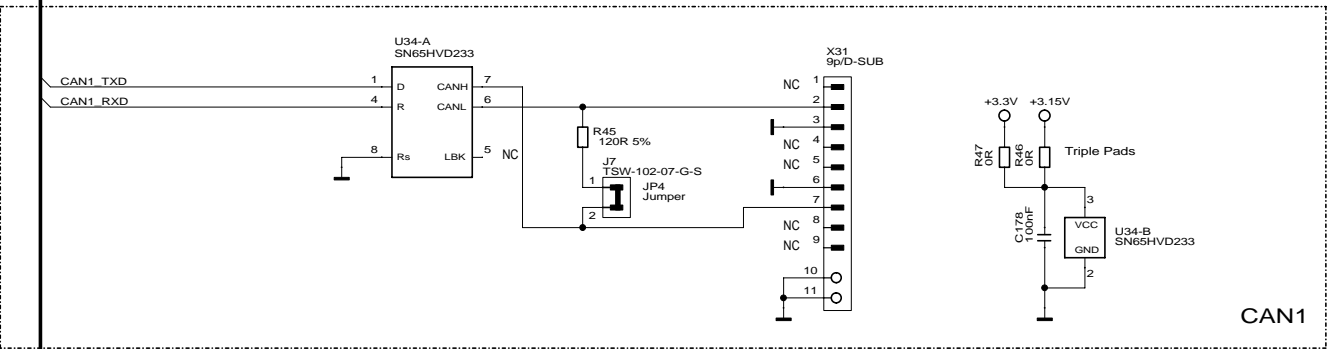 U34-A
SN65HVD233
CAN1_TXD
CAN1_RXD
1 D CANH 7
4 R CANL 6
8 Rs LBK 5 NC
R45
120R 5%
J7
TSW-102-07-G-S
1
JP4
Jumper
2
X31
9p/D-SUB
NC 1
2
3
NC 4
NC 5
6
7
NC 8
NC 9
10
11
+3.3V +3.15V
R47
0R
R46
0R
Triple Pads
C178
100nF
3
VCC
GND
2
U34-B
SN65HVD233
CAN1